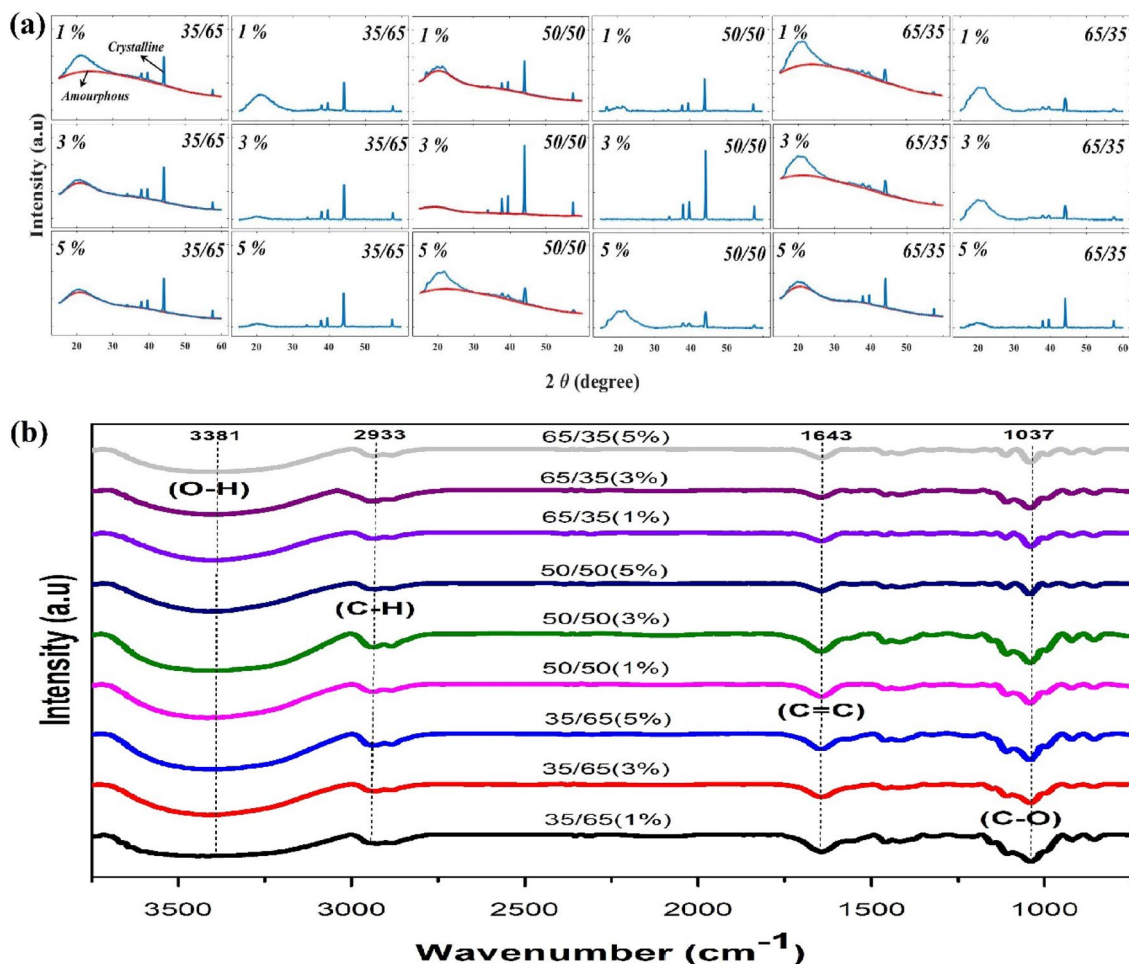 (a)
1 % 35/65 1 % 35/65 1 % 50/50 1 % 50/50 1 % 65/35 1 % 65/35
Crystalline
Amourphous
3 % 35/65 3 % 35/65 3 % 50/50 3 % 50/50 3 % 65/35 3 % 65/35
Intensity (a.u)
5 % 35/65 5 % 35/65 5 % 50/50 5 % 50/50 5 % 65/35 5 % 65/35
20 30 40 50 60 20 30 40 50 20 30 40 50 60 20 30 40 50 20 30 40 50 60 20 30 40 50 60
2 θ (degree)
(b)
3381 2933 65/35(5%) 1643 1037
(O-H)
65/35(3%)
65/35(1%)
50/50(5%)
(C-H)
50/50(3%)
50/50(1%)
(C=C)
35/65(5%)
35/65(3%)
(C-O)
35/65(1%)
Intensity (a.u)
3500 3000 2500 2000 1500 1000
Wavenumber (cm⁻¹)